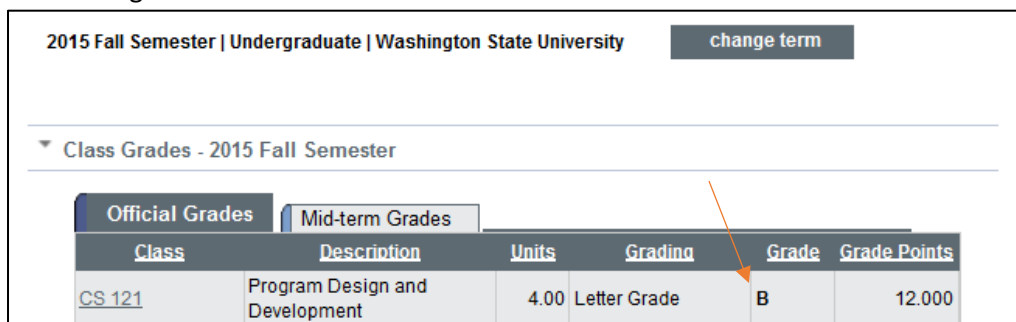 2015 Fall Semester | Undergraduate | Washington State University change term
Class Grades - 2015 Fall Semester
Official Grades Mid-term Grades
Class Description Units Grading Grade Grade Points
CS 121 Program Design and Development 4.00 Letter Grade B 12.000